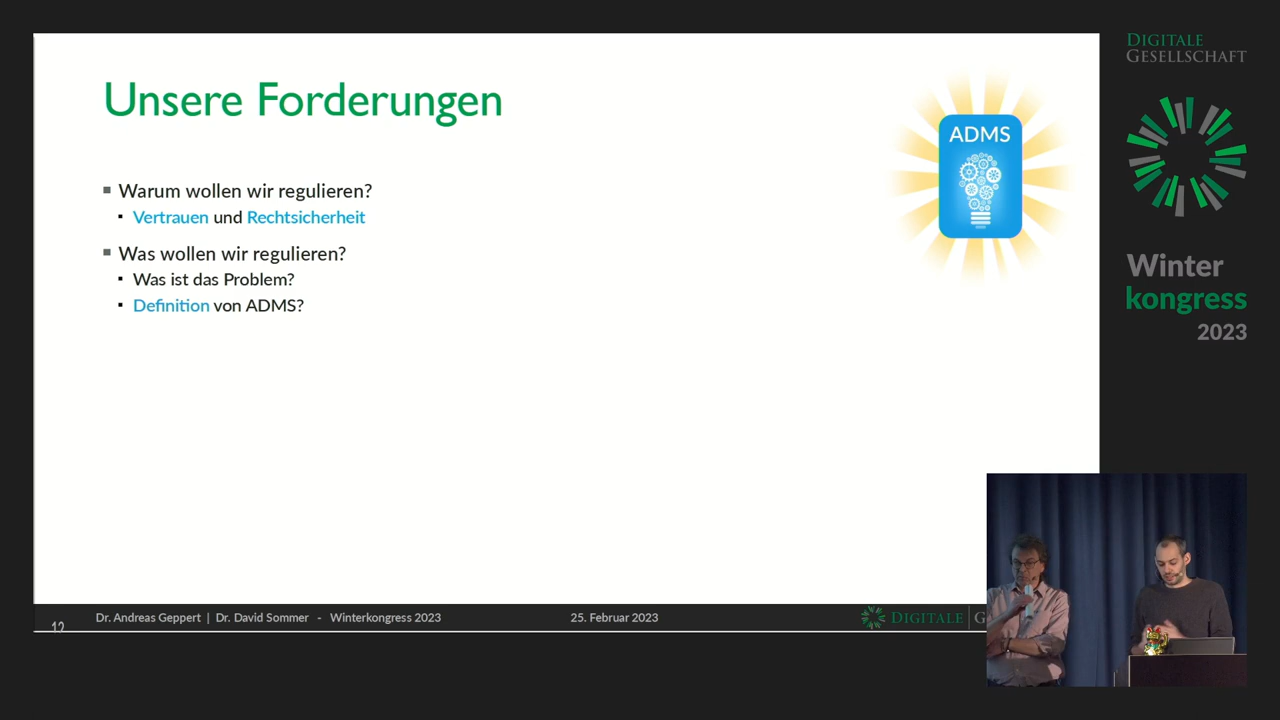 Unsere Forderungen
ADMS
Warum wollen wir regulieren?
Vertrauen und Rechtsicherheit
Was wollen wir regulieren?
Was ist das Problem?
Definition von ADMS?
12
Dr. Andreas Geppert | Dr. David Sommer - Winterkongress 2023
25. Februar 2023
DIGITALE G
DIGITALE
GESELLSCHAFT
Winter
kongress
2023